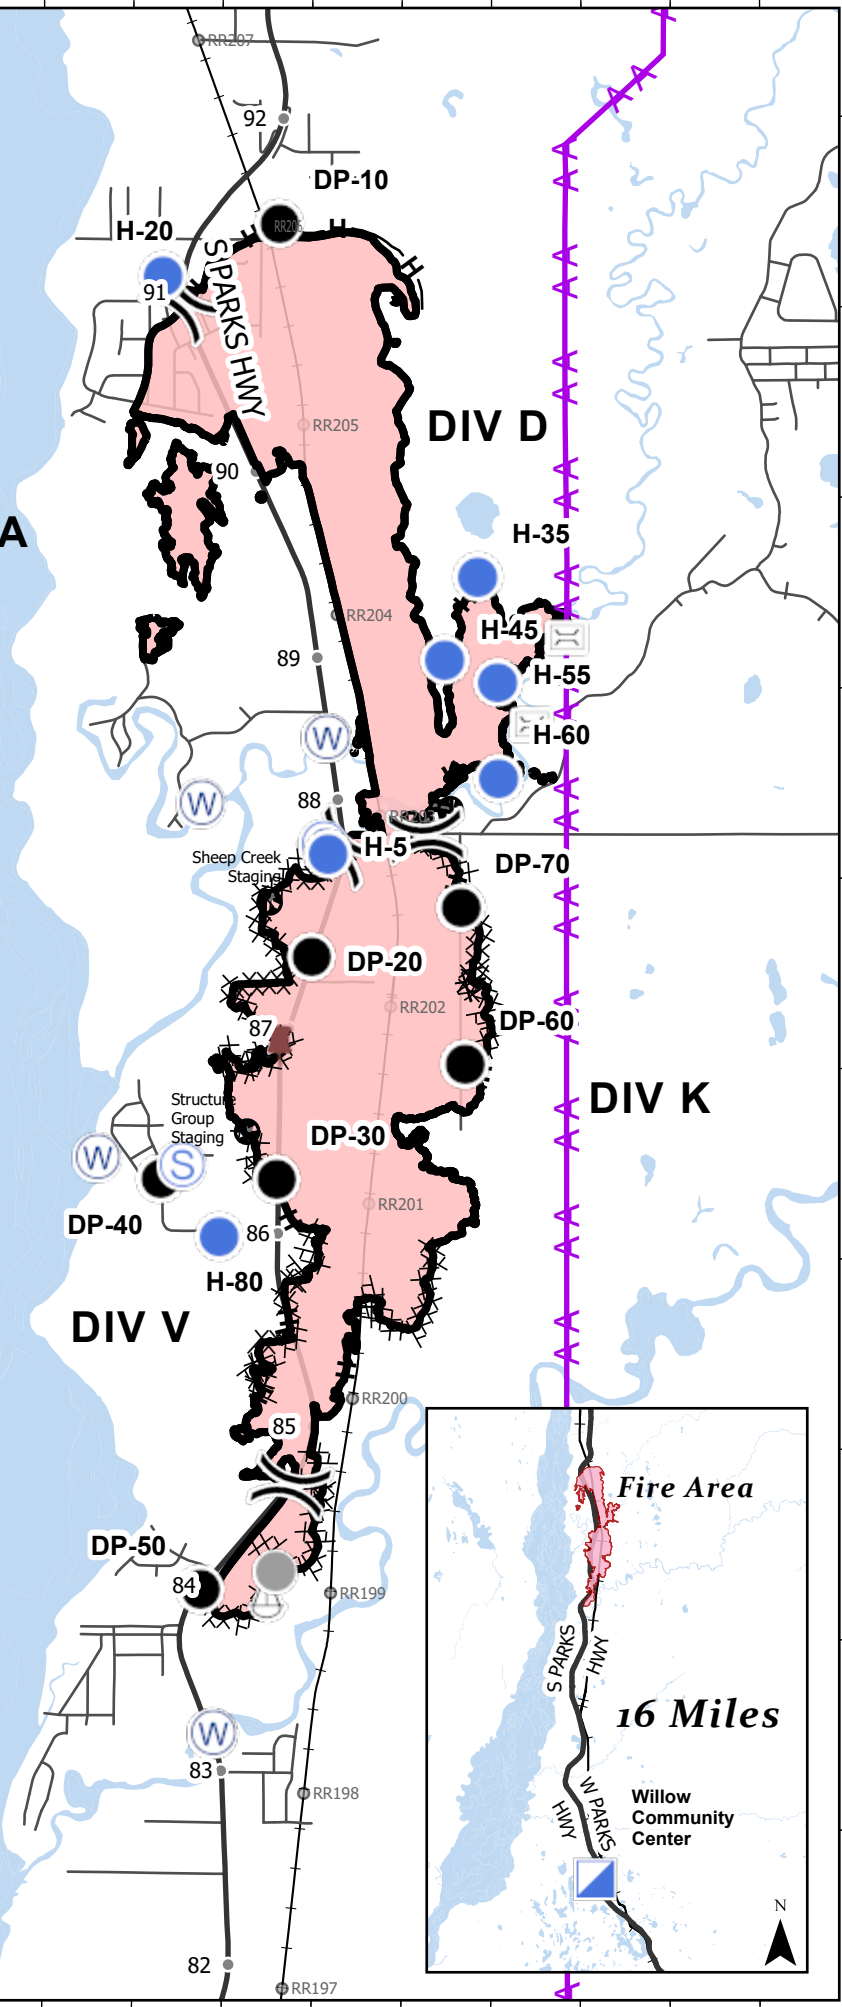 RR207
92
DP-10
RR206
H-20
91
S PARKS HWY
RR205
DIV D
90
A
H-35
RR204
H-45
89
H-55
W
H-60
88
W
RR203
H-5
Sheep Creek
Staging
DP-70
DP-20
RR202
DP-60
87
DIV K
Structure
Group
Staging
DP-30
W
S
RR201
DP-40
86
H-80
DIV V
RR200
85
DP-50
84
RR199
W
83
RR198
82
RR197
Fire Area
S PARKS
HWY
16 Miles
W PARKS
HWY
Willow
Community
Center
N